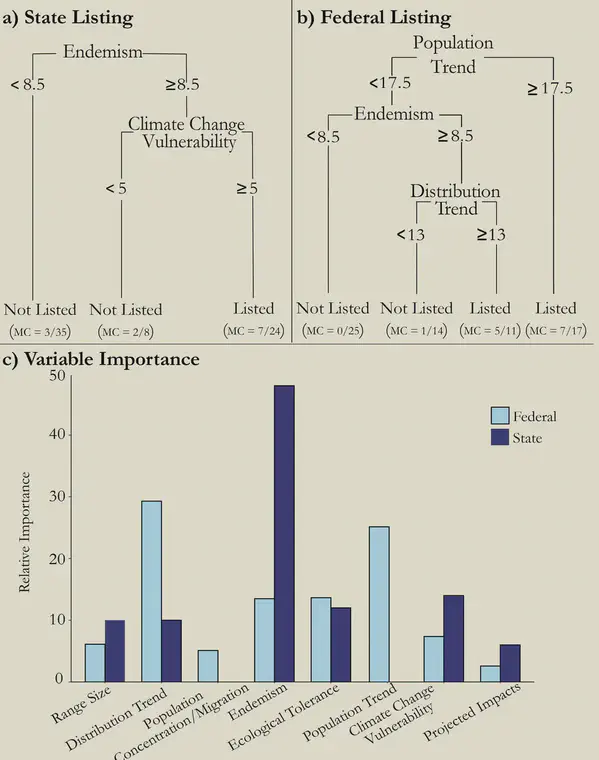 a) State Listing
Endemism
< 8.5
≥8.5
Climate Change
Vulnerability
< 5
≥ 5
Not Listed
(MC = 3/35)
Not Listed
(MC = 2/8)
Listed
(MC = 7/24)
b) Federal Listing
Population
Trend
<17.5
≥ 17.5
Endemism
<8.5
≥ 8.5
Distribution
Trend
<13
≥13
Not Listed
(MC = 0/25)
Not Listed
(MC = 1/14)
Listed
(MC = 5/11)
Listed
(MC = 7/17)
c) Variable Importance
Relative Importance
50
40
30
20
10
0
Federal
State
Range Size
Distribution Trend
Population
Concentration/Migration
Endemism
Ecological Tolerance
Population Trend
Climate Change
Vulnerability
Projected Impacts